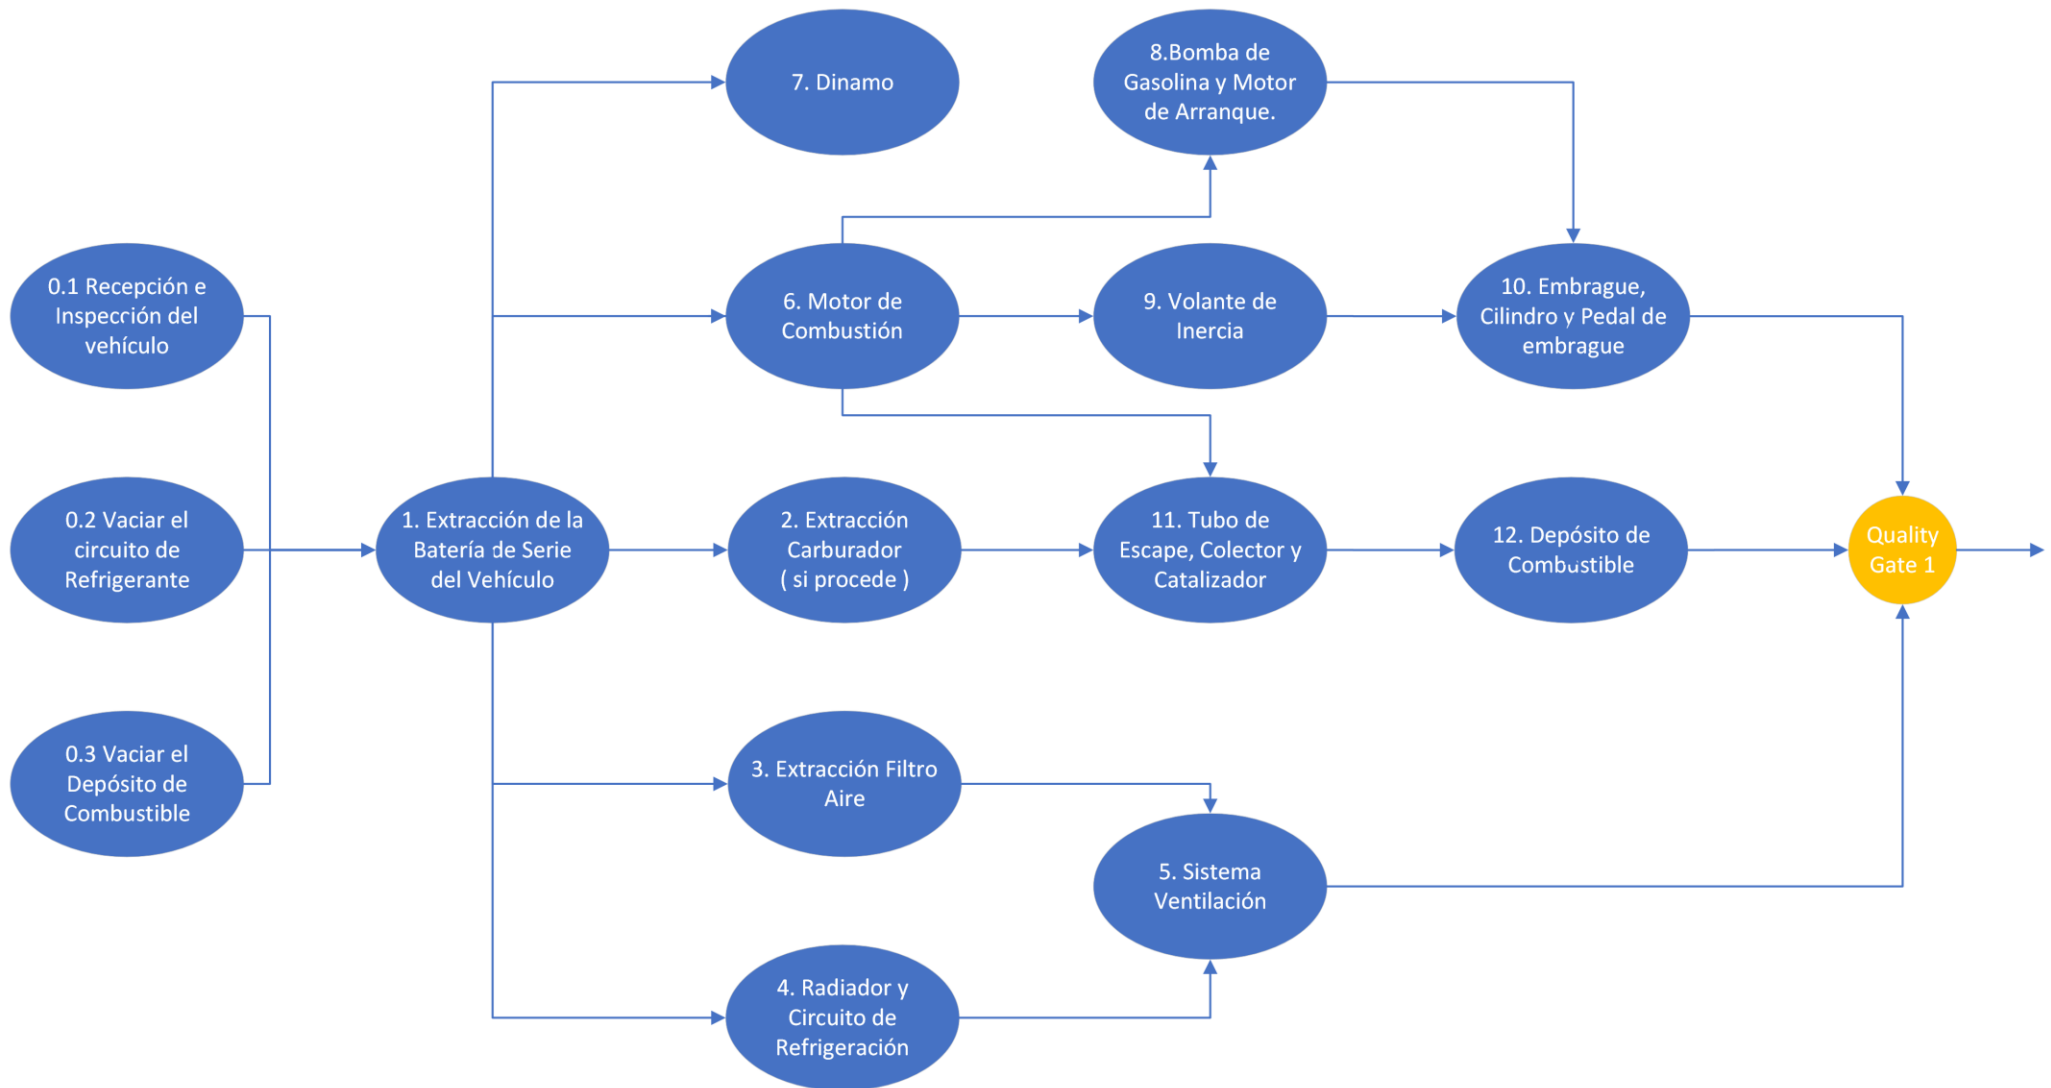 7. Dinamo
8.Bomba de
Gasolina y Motor
de Arranque.
0.1 Recepción e
Inspección del
vehículo
6. Motor de
Combustión
9. Volante de
Inercia
10. Embrague,
Cilindro y Pedal de
embrague
0.2 Vaciar el
circuito de
Refrigerante
1. Extracción de la
Batería de Serie
del Vehículo
2. Extracción
Carburador
( si procede )
11. Tubo de
Escape, Colector y
Catalizador
12. Depósito de
Combustible
Quality
Gate 1
0.3 Vaciar el
Depósito de
Combustible
3. Extracción Filtro
Aire
5. Sistema
Ventilación
4. Radiador y
Circuito de
Refrigeración